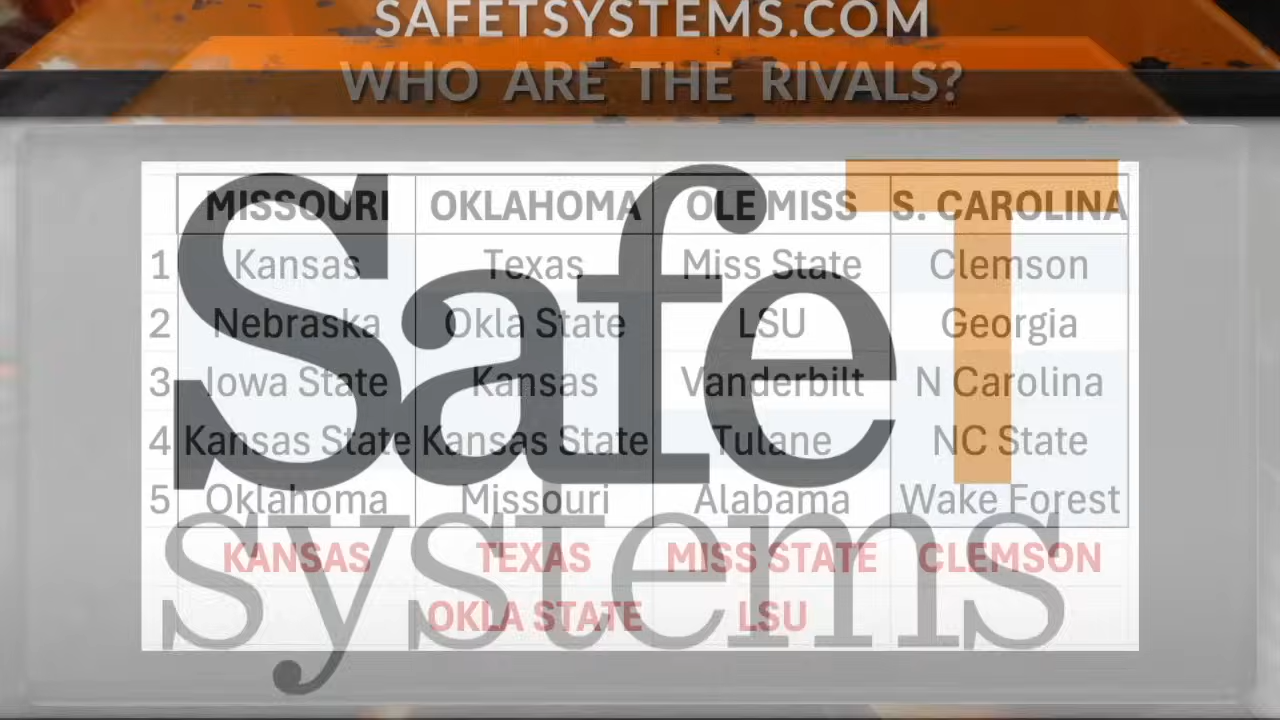 SAFETSYSTEMS.COM
WHO ARE THE RIVALS?
MISSOURI OKLAHOMA OLE MISS S. CAROLINA
1 Kansas Texas Miss State Clemson
2 Nebraska Okla State LSU Georgia
3 Iowa State Kansas Vanderbilt N Carolina
4 Kansas State Kansas State Tulane NC State
5 Oklahoma Missouri Alabama Wake Forest
KANSAS TEXAS MISS STATE CLEMSON
OKLA STATE LSU
SafeT
systems